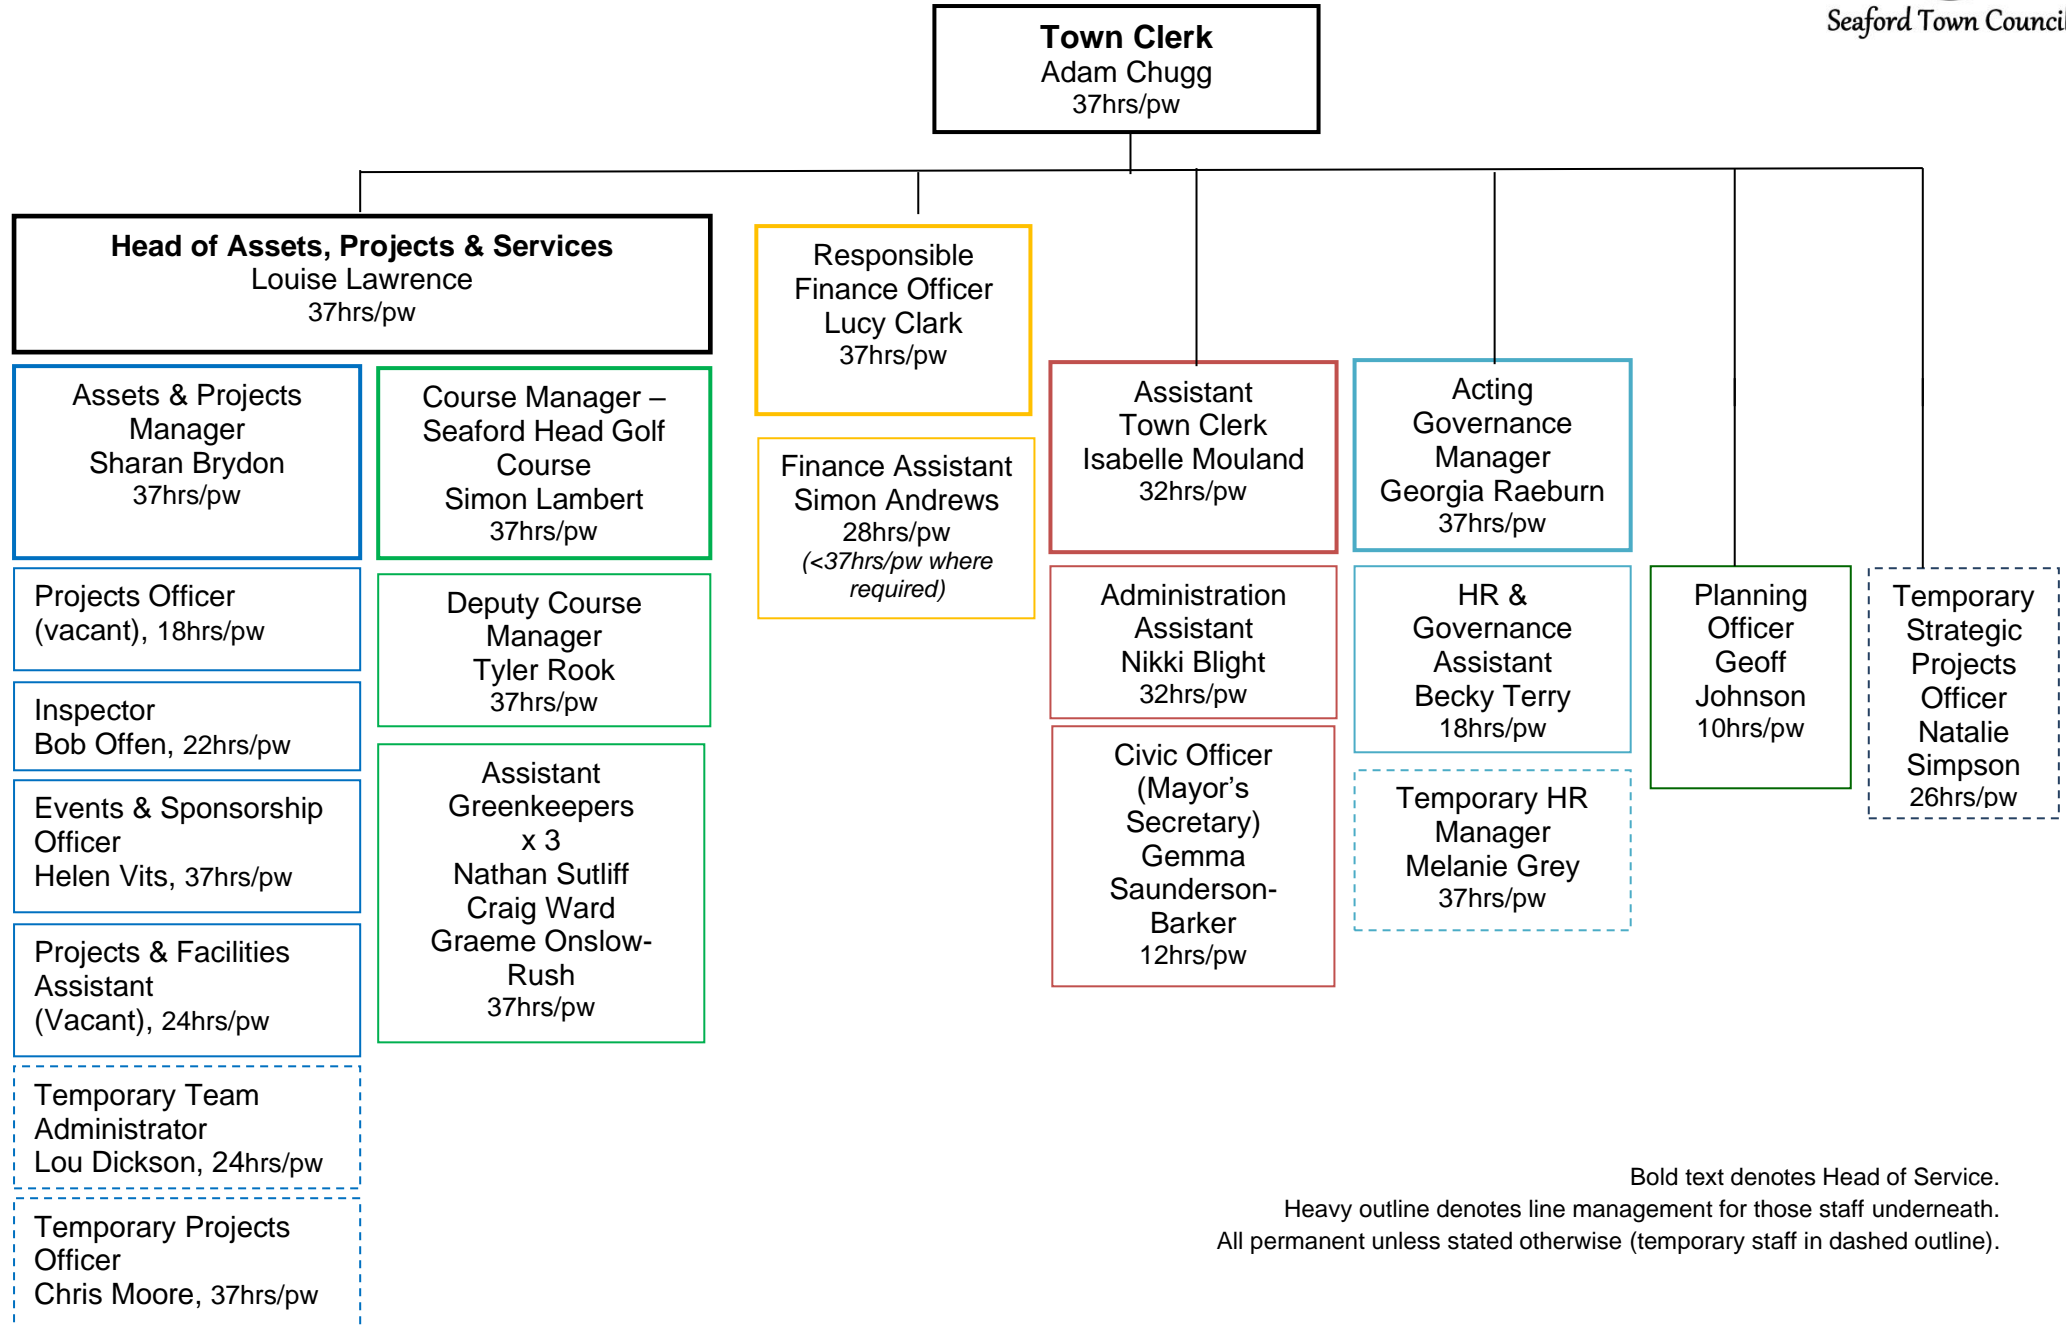 Seaford Town Council
Town Clerk
Adam Chugg
37hrs/pw
Head of Assets, Projects & Services
Louise Lawrence
37hrs/pw
Assets & Projects
Manager
Sharan Brydon
37hrs/pw
Projects Officer
(vacant), 18hrs/pw
Inspector
Bob Offen, 22hrs/pw
Events & Sponsorship
Officer
Helen Vits, 37hrs/pw
Projects & Facilities
Assistant
(Vacant), 24hrs/pw
Temporary Team
Administrator
Lou Dickson, 24hrs/pw
Temporary Projects
Officer
Chris Moore, 37hrs/pw
Course Manager –
Seaford Head Golf
Course
Simon Lambert
37hrs/pw
Deputy Course
Manager
Tyler Rook
37hrs/pw
Assistant
Greenkeepers
x 3
Nathan Sutliff
Craig Ward
Graeme Onslow-
Rush
37hrs/pw
Responsible
Finance Officer
Lucy Clark
37hrs/pw
Finance Assistant
Simon Andrews
28hrs/pw
(<37hrs/pw where
required)
Assistant
Town Clerk
Isabelle Mouland
32hrs/pw
Administration
Assistant
Nikki Blight
32hrs/pw
Civic Officer
(Mayor’s
Secretary)
Gemma
Saunderson-
Barker
12hrs/pw
Acting
Governance
Manager
Georgia Raeburn
37hrs/pw
HR &
Governance
Assistant
Becky Terry
18hrs/pw
Temporary HR
Manager
Melanie Grey
37hrs/pw
Planning
Officer
Geoff
Johnson
10hrs/pw
Temporary
Strategic
Projects
Officer
Natalie
Simpson
26hrs/pw
Bold text denotes Head of Service.
Heavy outline denotes line management for those staff underneath.
All permanent unless stated otherwise (temporary staff in dashed outline).